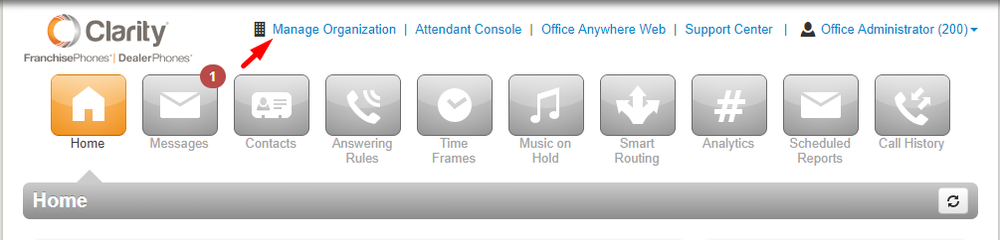 Clarity
FranchisePhones® | DealerPhones®
Manage Organization | Attendant Console | Office Anywhere Web | Support Center | Office Administrator (200)
1
Home
Messages
Contacts
Answering
Rules
Time
Frames
Music on
Hold
Smart
Routing
Analytics
Scheduled
Reports
Call History
Home